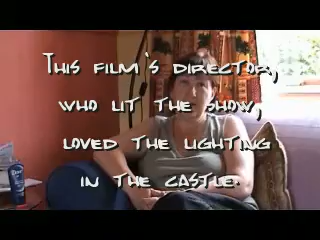 This film's director,
who lit the show,
loved the lighting
in the castle.